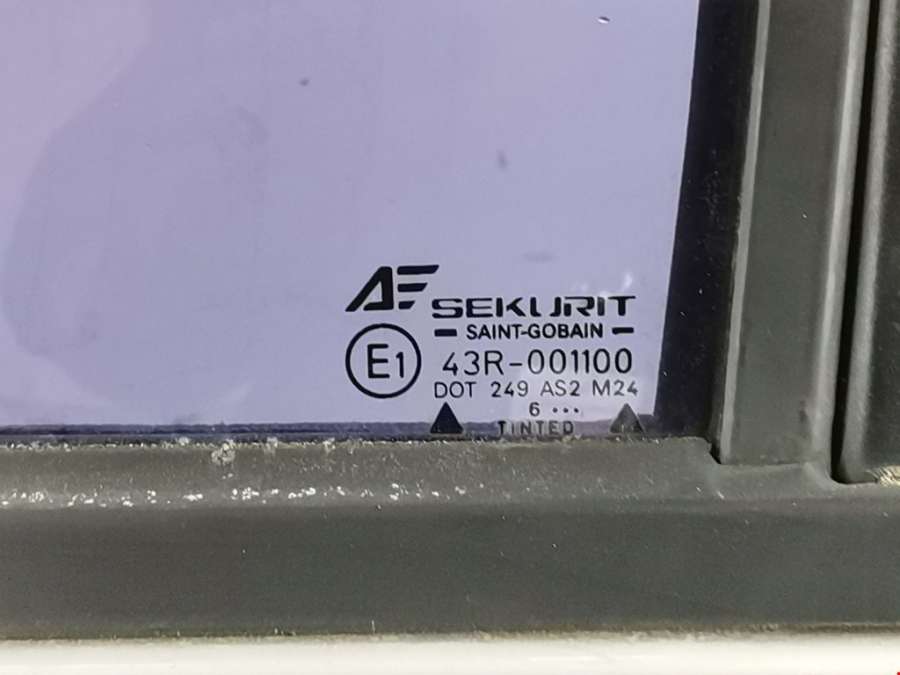 AF SEKURIT
SAINT-GOBAIN
E1 43R-001100
DOT 249 AS2 M24
6 ...
TINTED